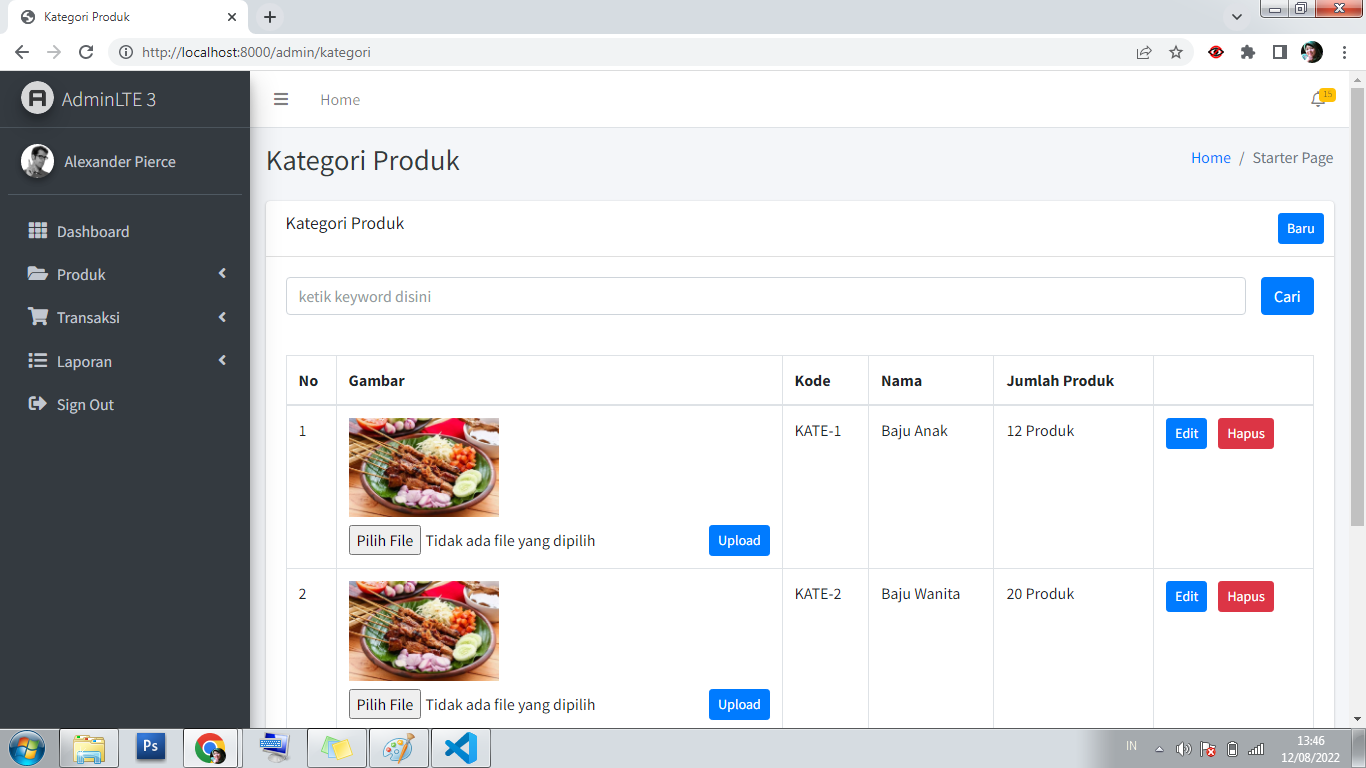 Kategori Produk
http://localhost:8000/admin/kategori
AdminLTE 3
Home
15
Alexander Pierce
Kategori Produk
Home / Starter Page
Dashboard
Produk
Transaksi
Laporan
Sign Out
Kategori Produk
Baru
ketik keyword disini
Cari
No Gambar Kode Nama Jumlah Produk
1 KATE-1 Baju Anak 12 Produk Edit Hapus
Pilih File Tidak ada file yang dipilih Upload
2 KATE-2 Baju Wanita 20 Produk Edit Hapus
Pilih File Tidak ada file yang dipilih Upload
Ps
IN
13:46
12/08/2022